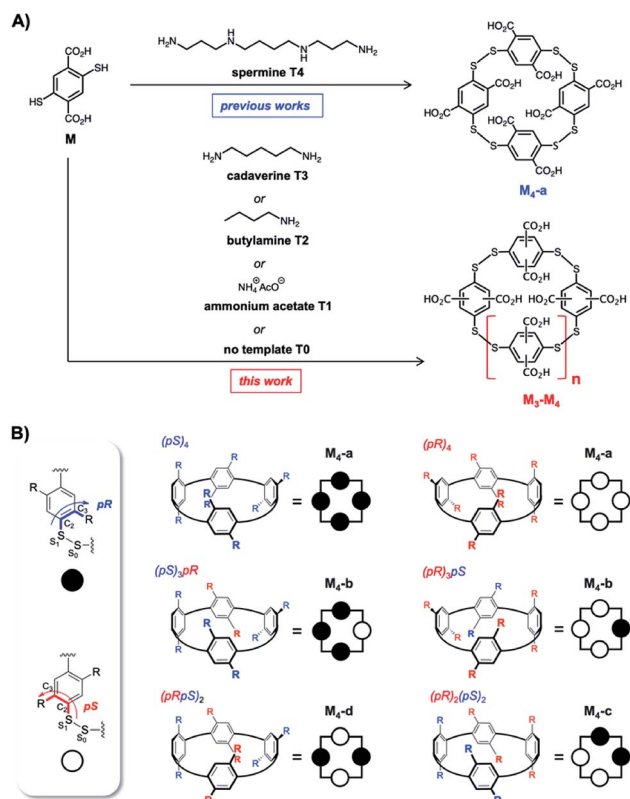 A)
CO₂H
SH
HS
CO₂H
M
H₂N N H H N NH₂
spermine T4
previous works
H₂N NH₂
cadaverine T3
or
NH₂
butylamine T2
or
NH₄⊕ AcO⊖
ammonium acetate T1
or
no template T0
this work
HO₂C
S S S S
CO₂H
HO₂C
CO₂H
CO₂H
HO₂C
HO₂C
S S S S
CO₂H
M₄-a
CO₂H
S S S S
CO₂H
HO₂C CO₂H HO₂C CO₂H
CO₂H
S S S S
CO₂H
n
M₃-M₄
B)
R
pR
C₃
C₂
R
S₁ S S S₀
C₃
R
R
C₂
pS
S₁ S S S₀
(pS)₄
R R R R R R R R
=
M₄-a
(pR)₄
R R R R R R R R
=
M₄-a
(pS)₃pR
R R R R R R R R
=
M₄-b
(pR)₃pS
R R R R R R R R
=
M₄-b
(pRpS)₂
R R R R R R R R
=
M₄-d
(pR)₂(pS)₂
R R R R R R R R
=
M₄-c